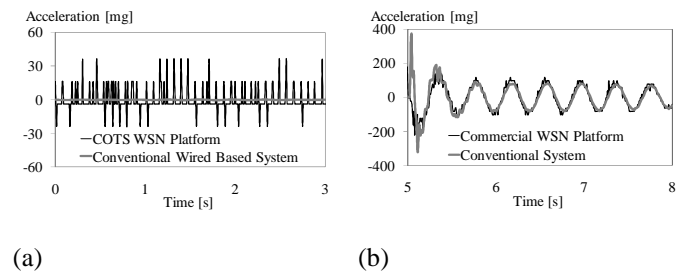 Acceleration [mg]
60
30
0
-30
-60
COTS WSN Platform
Conventional Wired Based System
0 1 2 3
Time [s]
(a)
Acceleration [mg]
400
200
0
-200
-400
Commercial WSN Platform
Conventional System
5 6 7 8
Time [s]
(b)